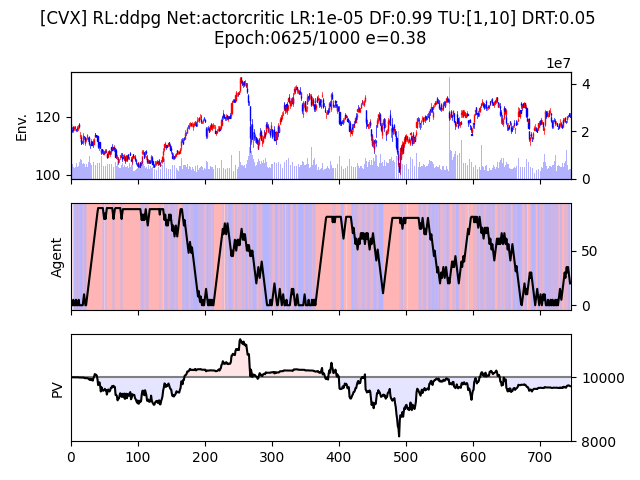 [CVX] RL:ddpg Net:actorcritic LR:1e-05 DF:0.99 TU:[1,10] DRT:0.05
Epoch:0625/1000 e=0.38
1e7
Env.
120
100
4
2
0
Agent
50
0
PV
10000
8000
0 100 200 300 400 500 600 700